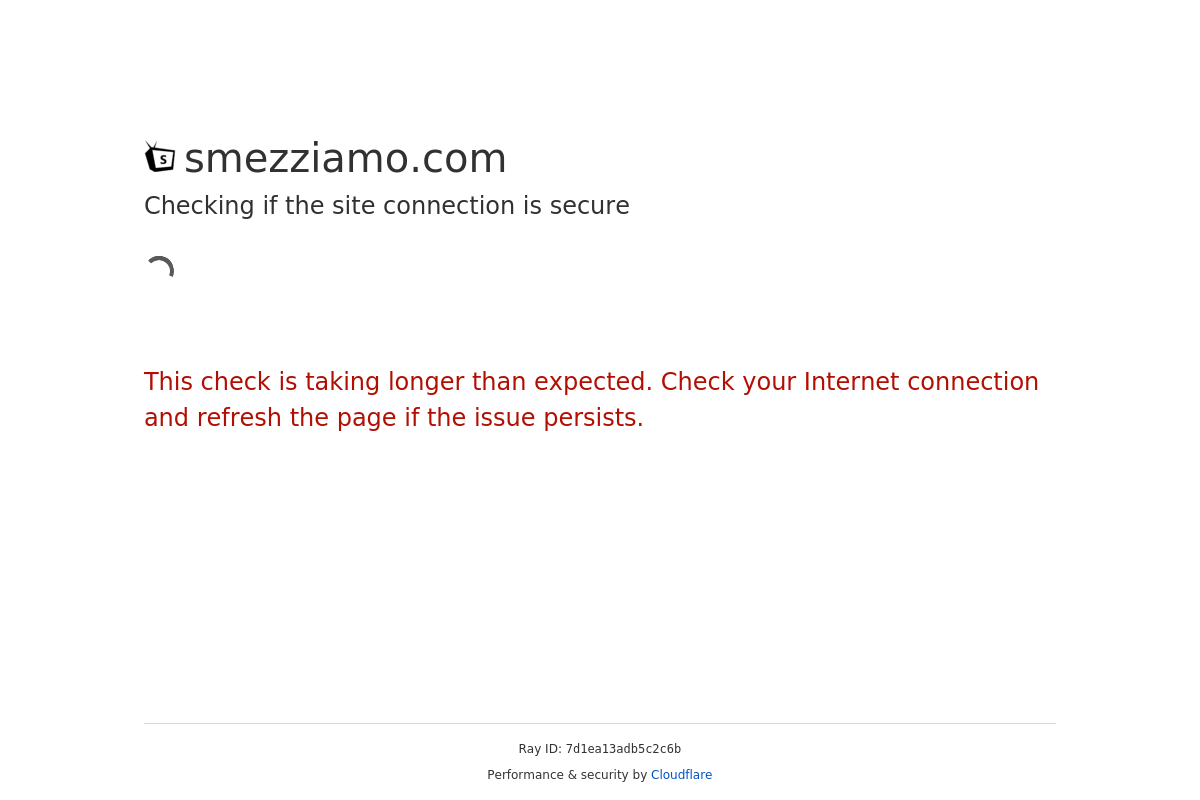 S
smezziamo.com
Checking if the site connection is secure
This check is taking longer than expected. Check your Internet connection
and refresh the page if the issue persists.
Ray ID: 7d1ea13adb5c2c6b
Performance & security by Cloudflare